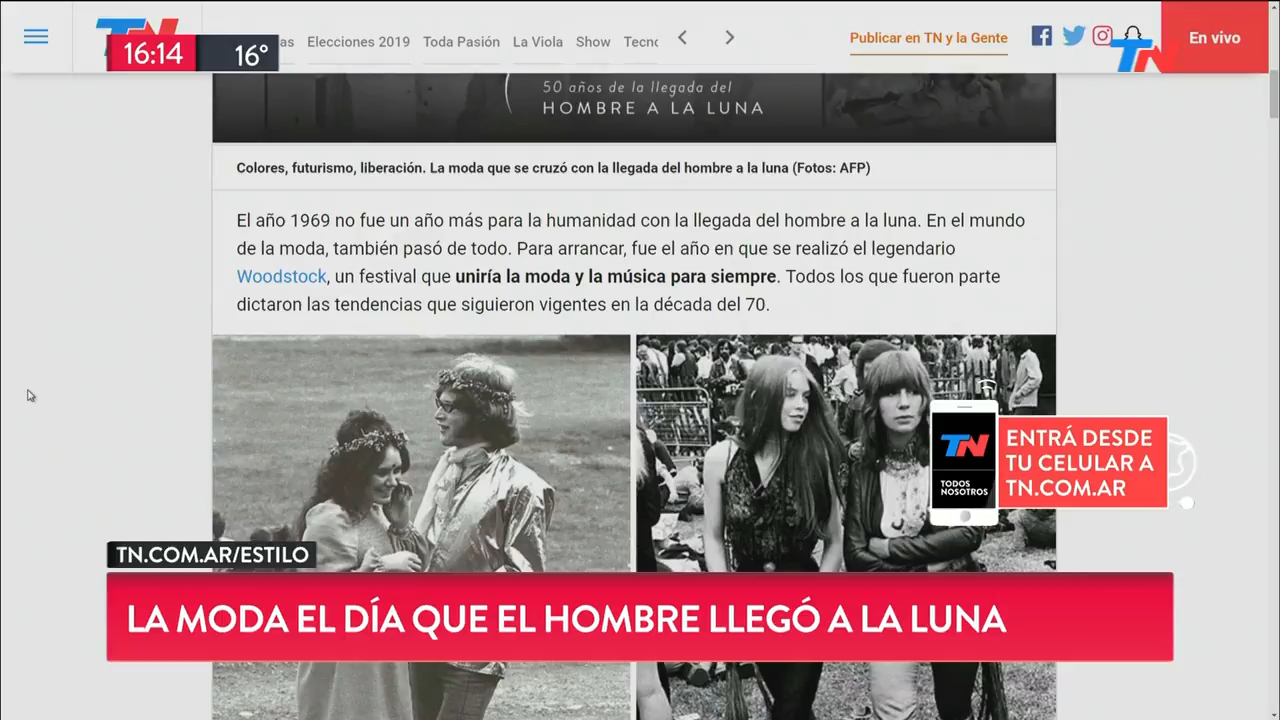 TN
16:14
16°
as
Elecciones 2019
Toda Pasión
La Viola
Show
Tecno
Publicar en TN y la Gente
TN
En vivo
50 años de la llegada del
HOMBRE A LA LUNA
Colores, futurismo, liberación. La moda que se cruzó con la llegada del hombre a la luna (Fotos: AFP)
El año 1969 no fue un año más para la humanidad con la llegada del hombre a la luna. En el mundo
de la moda, también pasó de todo. Para arrancar, fue el año en que se realizó el legendario
Woodstock, un festival que uniría la moda y la música para siempre. Todos los que fueron parte
dictaron las tendencias que siguieron vigentes en la década del 70.
TN
TODOS
NOSOTROS
ENTRÁ DESDE
TU CELULAR A
TN.COM.AR
TN.COM.AR/ESTILO
LA MODA EL DÍA QUE EL HOMBRE LLEGÓ A LA LUNA